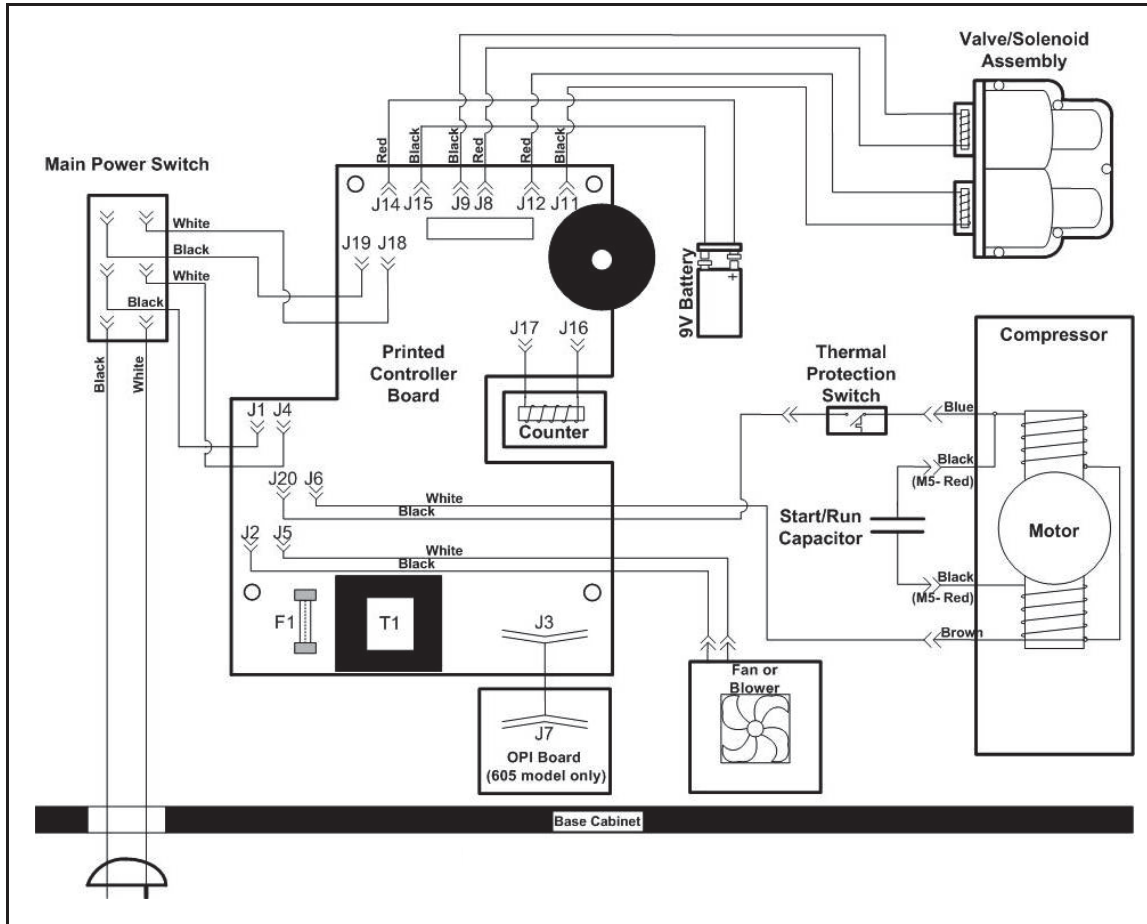 Valve/Solenoid
Assembly
Main Power Switch
Red
Black
Black
Red
Red
Black
J14
J15
J9
J8
J12
J11
White
Black
White
Black
J19
J18
Black
White
9V Battery
+
J17
J16
Printed
Controller
Board
Counter
Thermal
Protection
Switch
Compressor
Blue
Black
(M5- Red)
Start/Run
Capacitor
Motor
Black
(M5- Red)
Brown
J1
J4
J20
J6
White
Black
J2
J5
White
Black
F1
T1
J3
J7
OPI Board
(605 model only)
Fan or
Blower
Base Cabinet